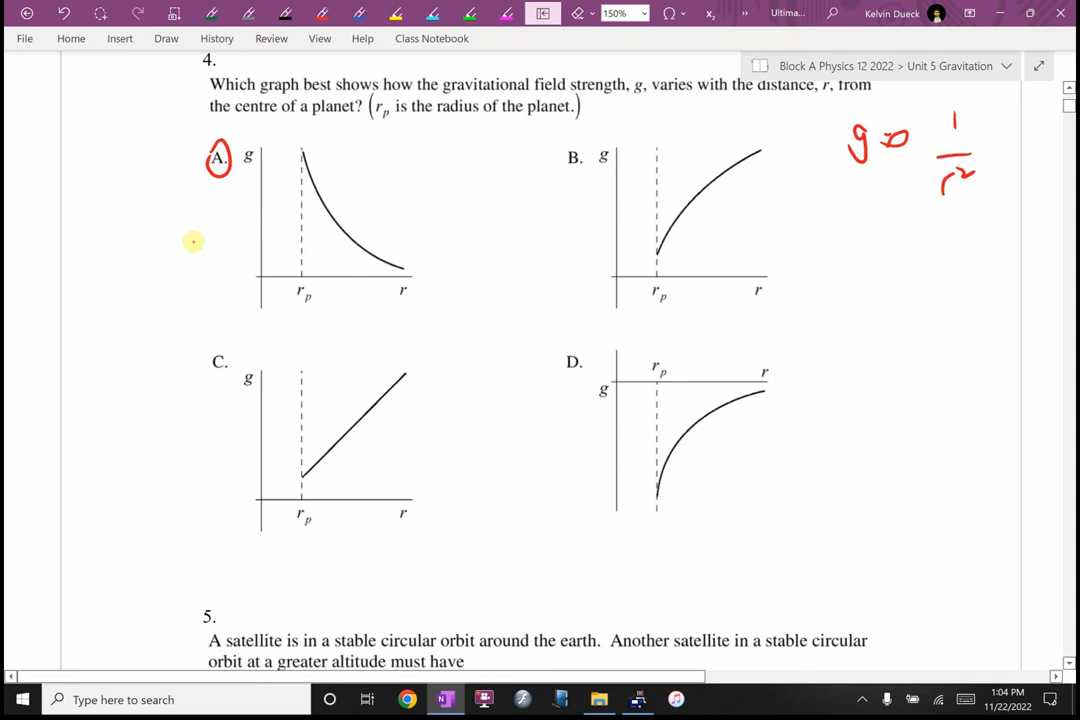 150%
Ultima...
Kelvin Dueck
File Home Insert Draw History Review View Help Class Notebook
Block A Physics 12 2022 > Unit 5 Gravitation
4.
Which graph best shows how the gravitational field strength, g, varies with the distance, r, from
the centre of a planet? (rₚ is the radius of the planet.)
g ∝ 1/r²
A. g
rₚ r
B. g
rₚ r
C.
g
rₚ r
D.
rₚ r
g
5.
A satellite is in a stable circular orbit around the earth. Another satellite in a stable circular
orbit at a greater altitude must have
Type here to search
1:04 PM
11/22/2022